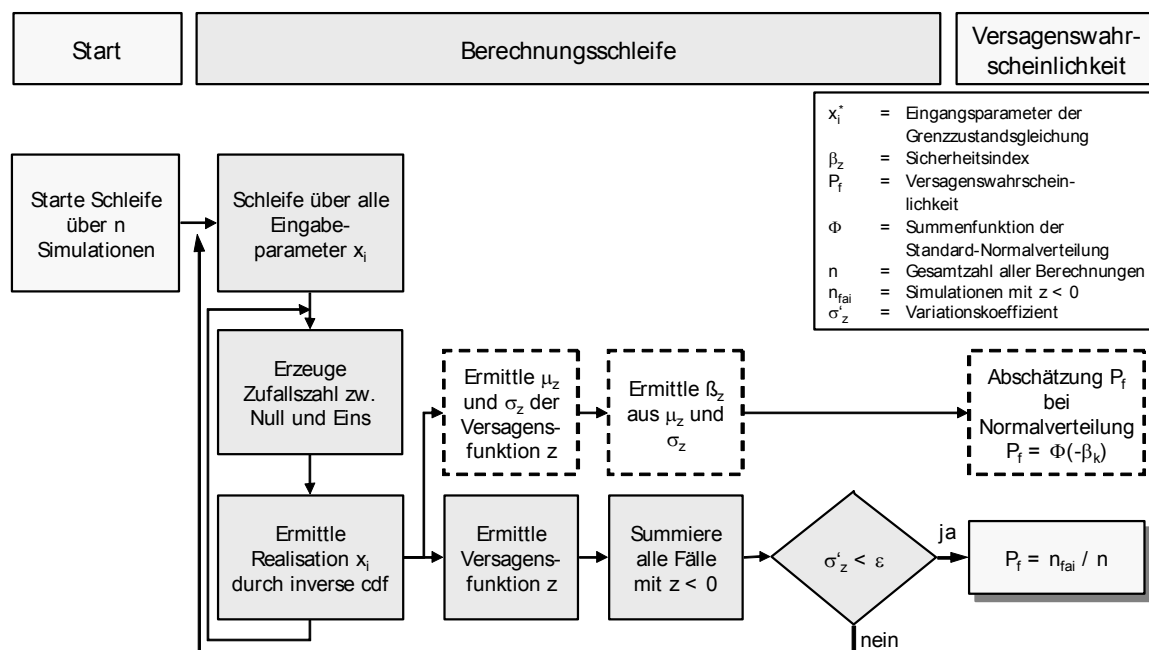 Start
Berechnungsschleife
Versagenswahr-
scheinlichkeit
x*i = Eingangsparameter der
Grenzzustandsgleichung
βz = Sicherheitsindex
Pf = Versagenswahrschein-
lichkeit
Φ = Summenfunktion der
Standard-Normalverteilung
n = Gesamtzahl aller Berechnungen
nfai = Simulationen mit z < 0
σ'z = Variationskoeffizient
Starte Schleife
über n
Simulationen
Schleife über alle
Eingabe-
parameter xi
Erzeuge
Zufallszahl zw.
Null und Eins
Ermittle μz
und σz der
Versagens-
funktion z
Ermittle ßz
aus μz und
σz
Abschätzung Pf
bei
Normalverteilung
Pf = Φ(-βk)
Ermittle
Realisation xi
durch inverse cdf
Ermittle
Versagens-
funktion z
Summiere
alle Fälle
mit z < 0
σ'z < ε
ja
Pf = nfai / n
nein